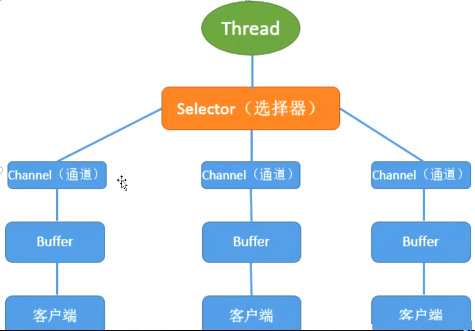 Thread
Selector（选择器）
Channel（通道） Channel（通道） Channel（通道）
Buffer Buffer Buffer
客户端 客户端 客户端